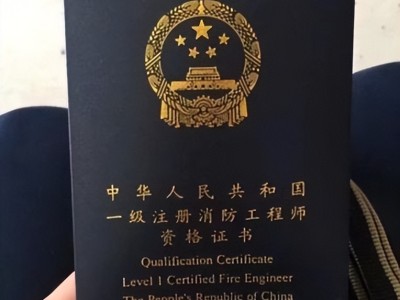 中华人民共和国
一级注册消防工程师
资格证书
Qualification Certificate
Level 1 Certified Fire Engineer
The People's Republic of China